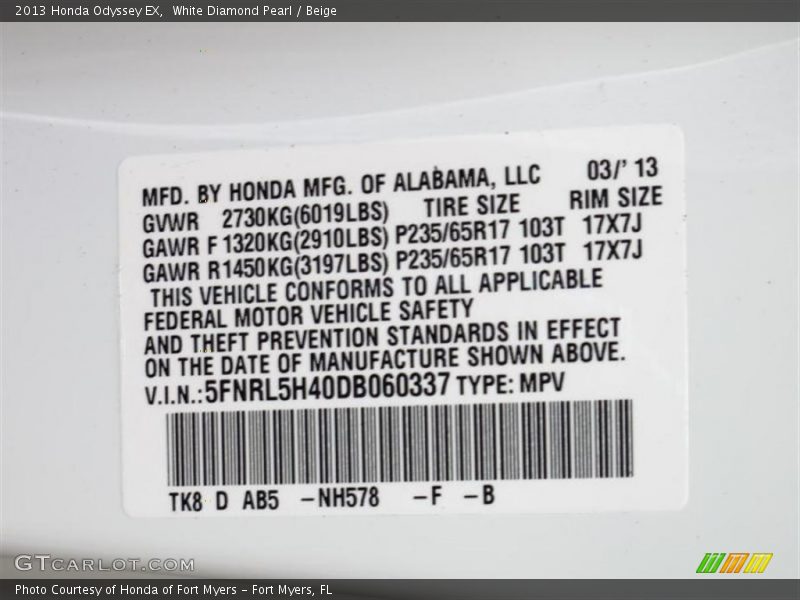 2013 Honda Odyssey EX, White Diamond Pearl / Beige
MFD. BY HONDA MFG. OF ALABAMA, LLC 03/' 13
GVWR 2730KG(6019LBS) TIRE SIZE RIM SIZE
GAWR F 1320KG(2910LBS) P235/65R17 103T 17X7J
GAWR R1450KG(3197LBS) P235/65R17 103T 17X7J
THIS VEHICLE CONFORMS TO ALL APPLICABLE
FEDERAL MOTOR VEHICLE SAFETY
AND THEFT PREVENTION STANDARDS IN EFFECT
ON THE DATE OF MANUFACTURE SHOWN ABOVE.
V.I.N.:5FNRL5H40DB060337 TYPE: MPV
TK8 D AB5 -NH578 -F -B
GTCARLOT.COM
Photo Courtesy of Honda of Fort Myers - Fort Myers, FL